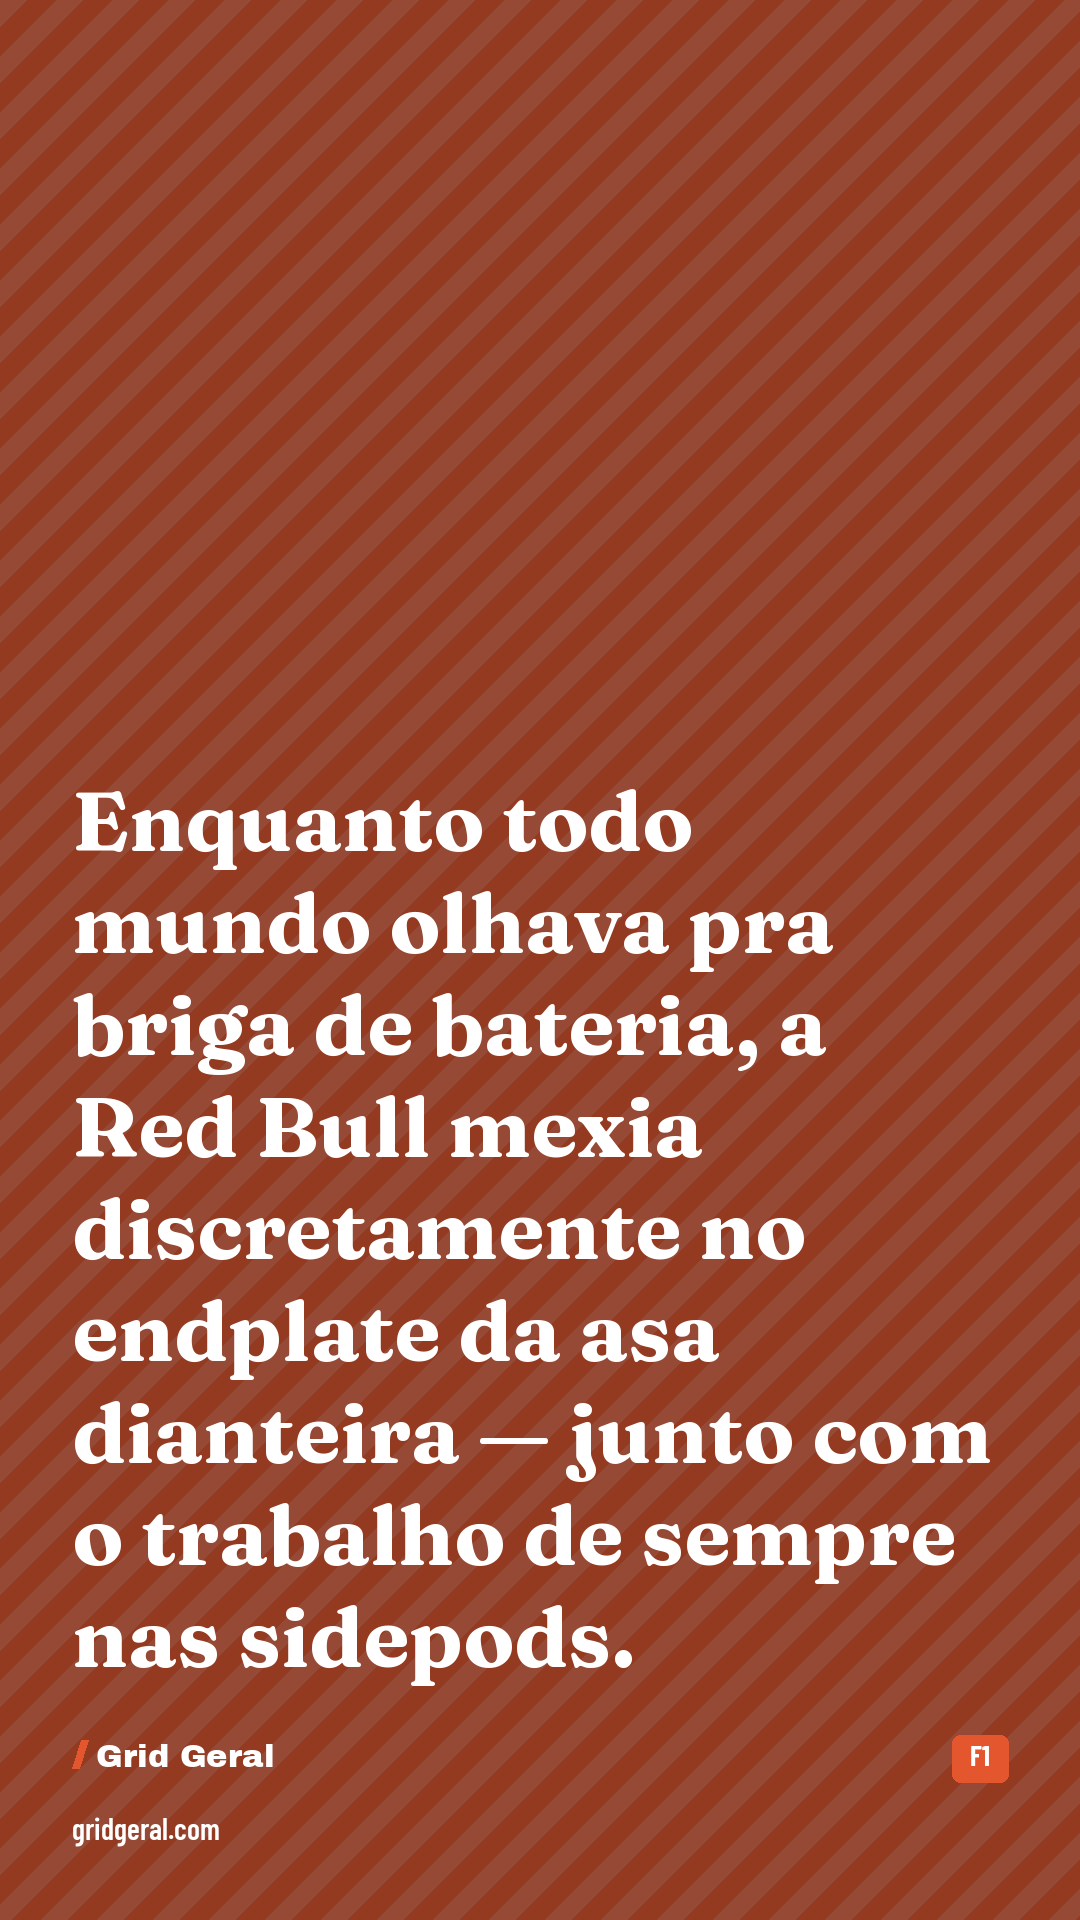 Enquanto todo
mundo olhava pra
briga de bateria, a
Red Bull mexia
discretamente no
endplate da asa
dianteira — junto com
o trabalho de sempre
nas sidepods.
/ Grid Geral
F1
gridgeral.com